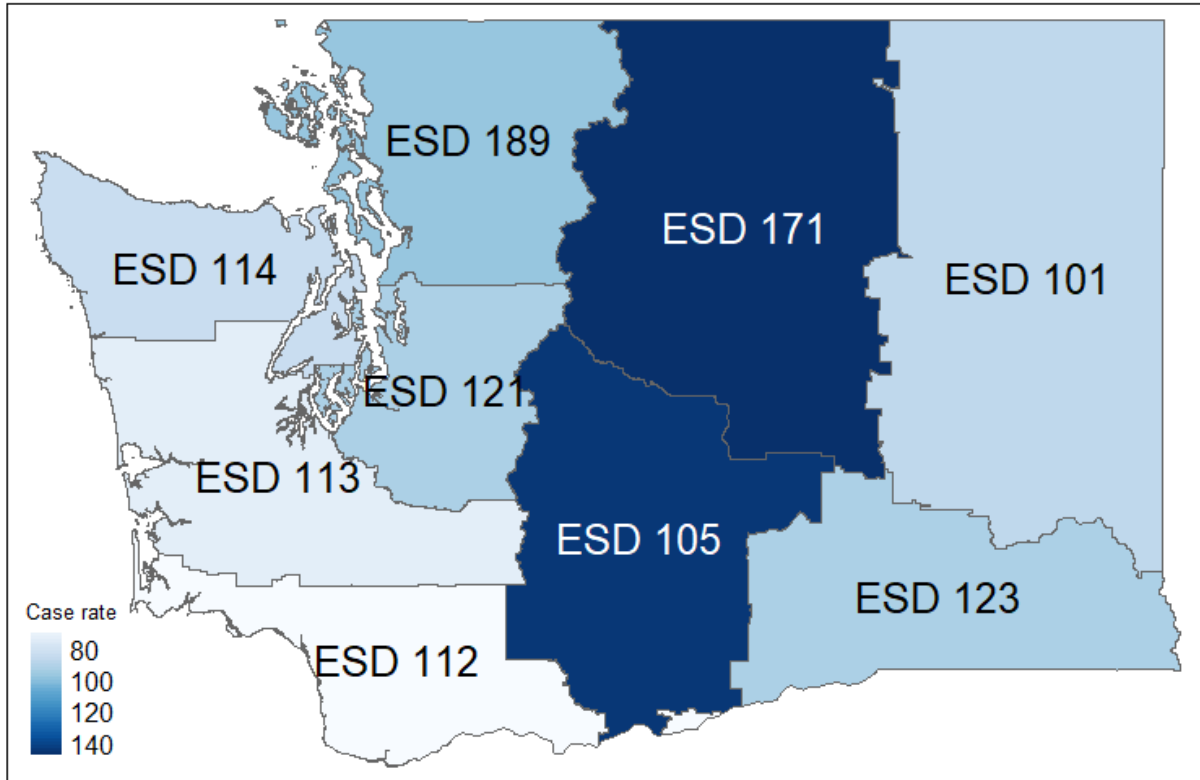 ESD 189
ESD 171
ESD 114
ESD 101
ESD 121
ESD 113
ESD 105
ESD 123
ESD 112
Case rate
80
100
120
140